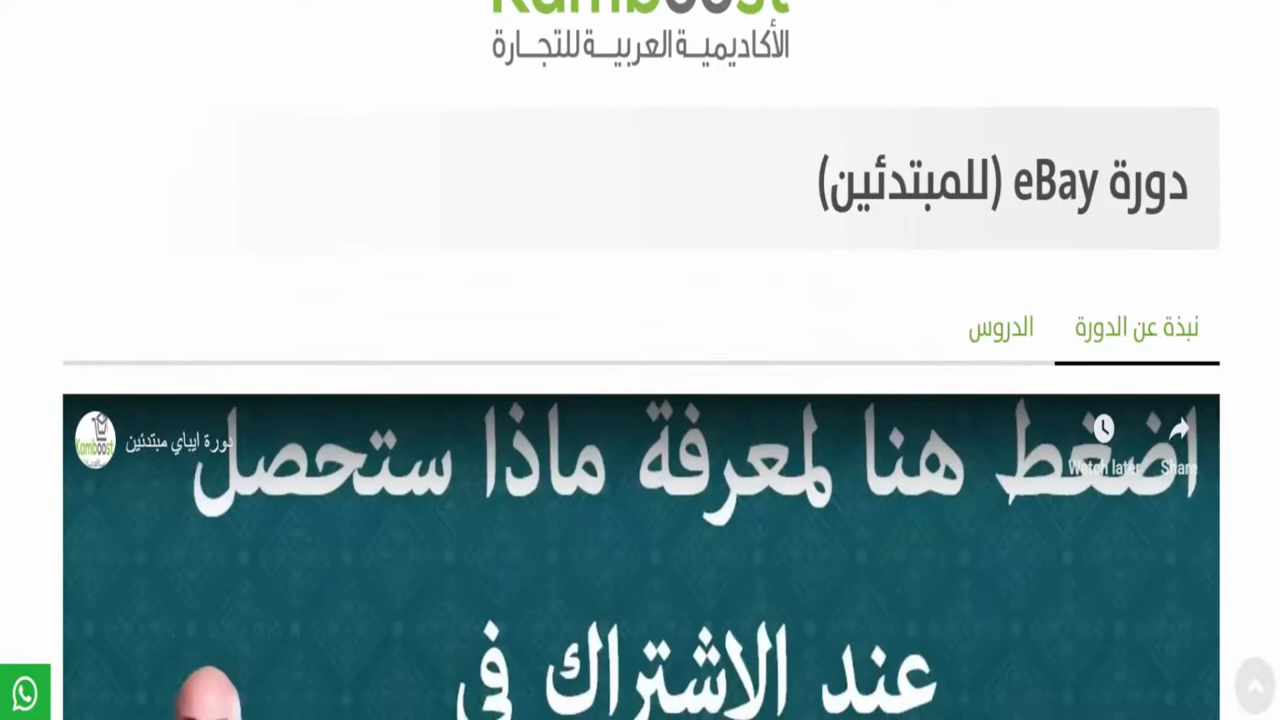 Kamboost
الأكاديمية العربية للتجارة
دورة eBay (للمبتدئين)
نبذة عن الدورة
الدروس
دورة ايباي مبتدئين
Watch later
Share
اضغط هنا لمعرفة ماذا ستحصل
عند الاشتراك في